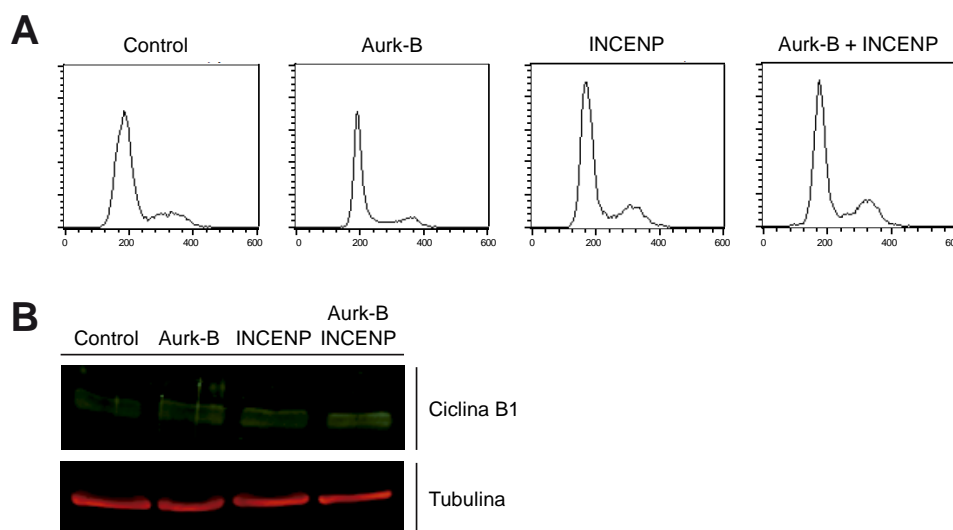 A
Control
Aurk-B
INCENP
Aurk-B + INCENP
0 200 400 600
0 200 400 600
0 200 400 600
0 200 400 600
B
Control Aurk-B INCENP Aurk-B INCENP
Ciclina B1
Tubulina